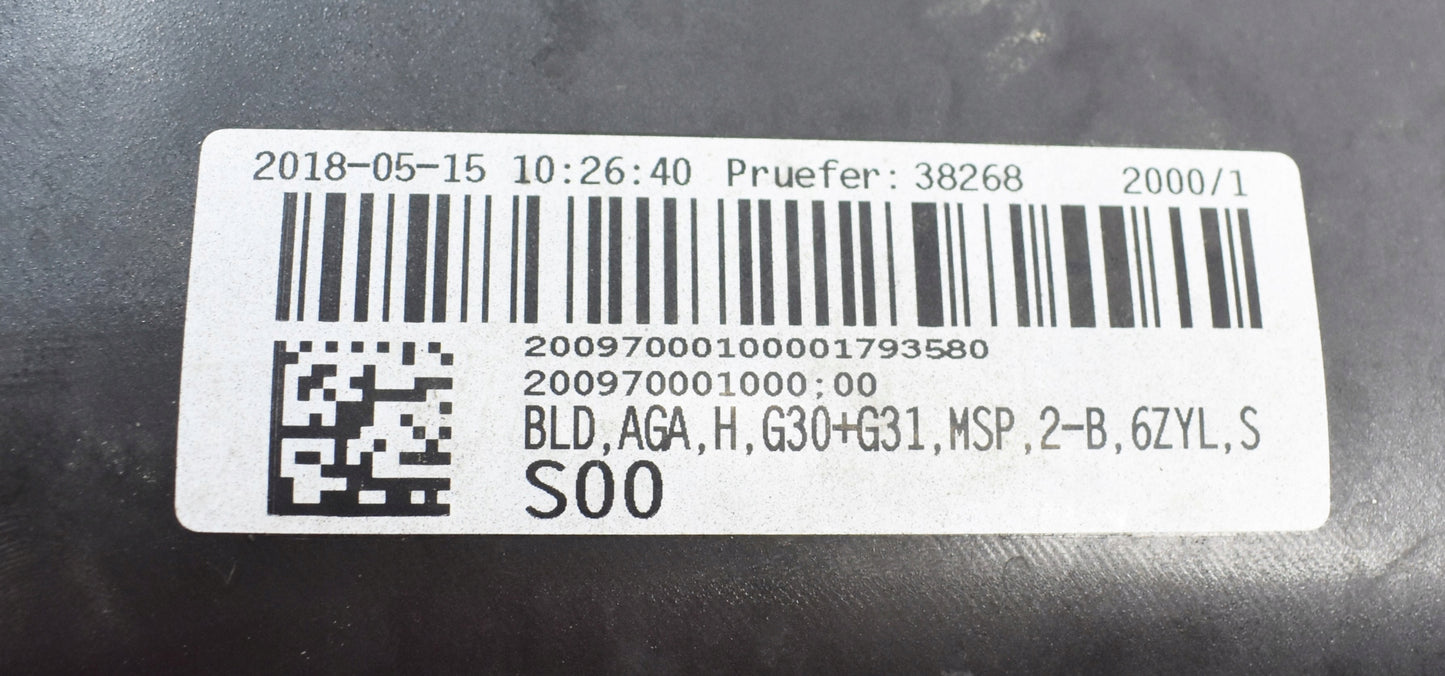 2018-05-15 10:26:40 Pruefer: 38268 2000/1
20097000100001793580
200970001000;00
BLD,AGA,H,G30+G31,MSP,2-B,6ZYL,S
S00